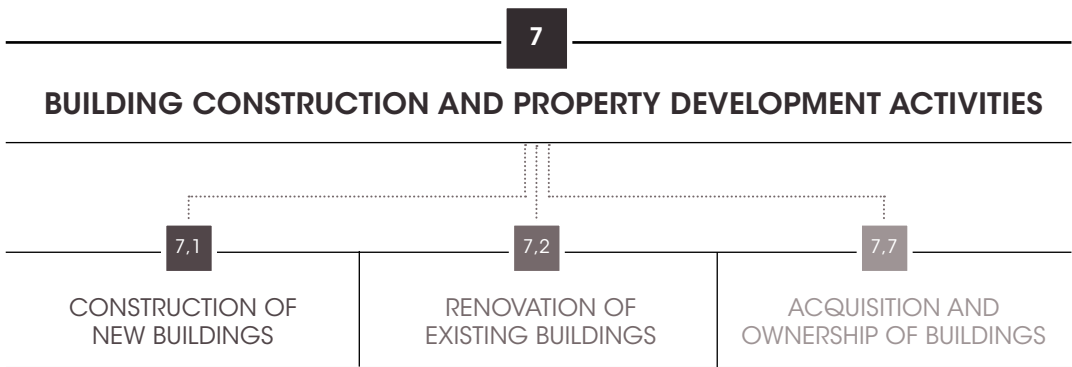 7
BUILDING CONSTRUCTION AND PROPERTY DEVELOPMENT ACTIVITIES
7,1
7,2
7,7
CONSTRUCTION OF
NEW BUILDINGS
RENOVATION OF
EXISTING BUILDINGS
ACQUISITION AND
OWNERSHIP OF BUILDINGS